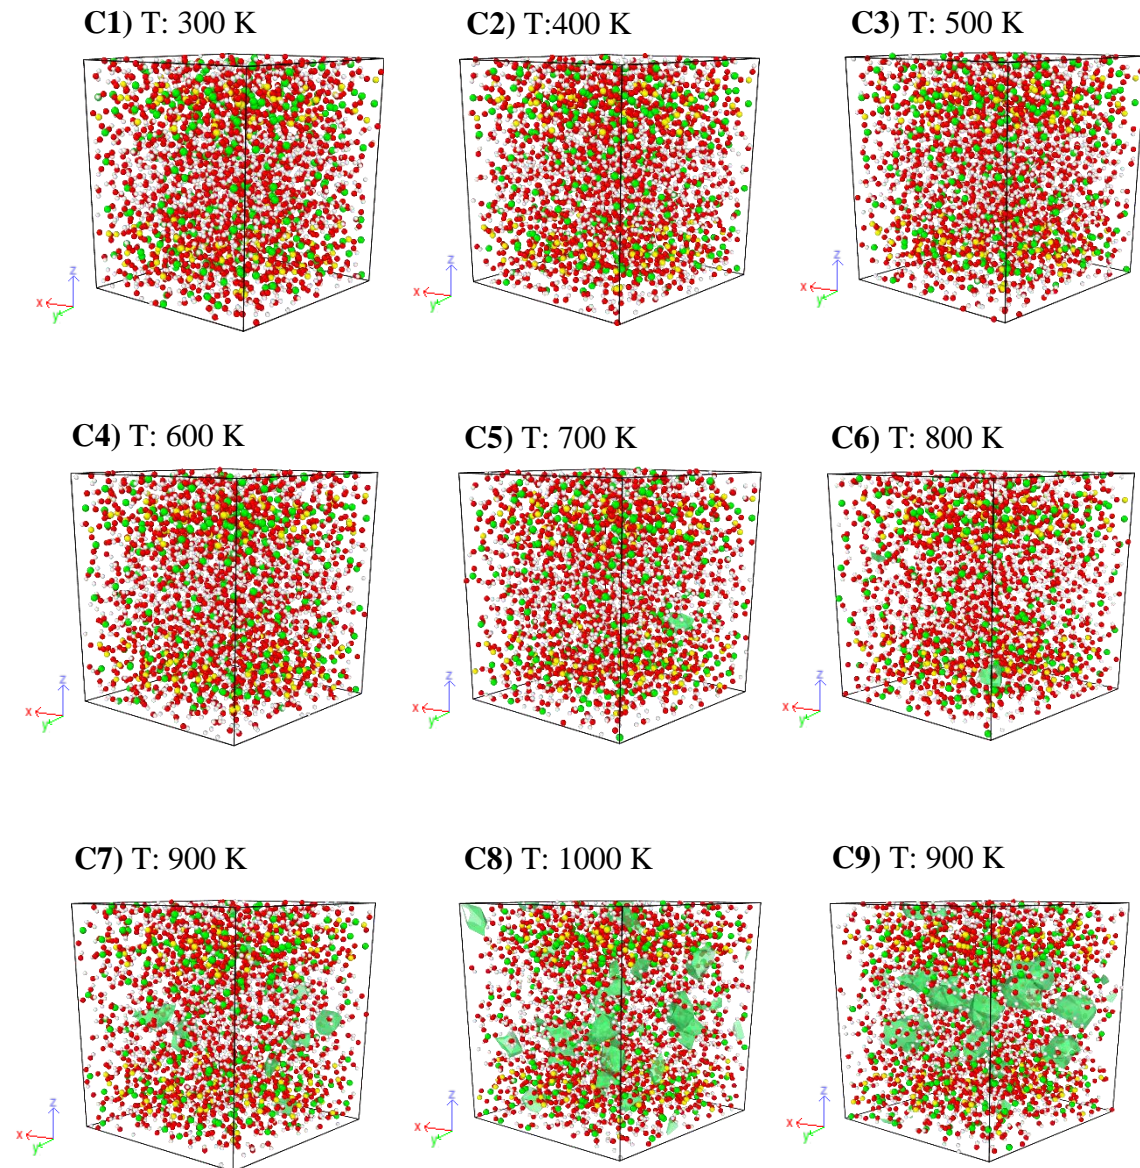 C1) T: 300 K
C2) T:400 K
C3) T: 500 K
z
x
y
z
x
y
z
x
y
C4) T: 600 K
C5) T: 700 K
C6) T: 800 K
z
x
y
z
x
y
z
x
y
C7) T: 900 K
C8) T: 1000 K
C9) T: 900 K
z
x
y
z
x
y
z
x
y